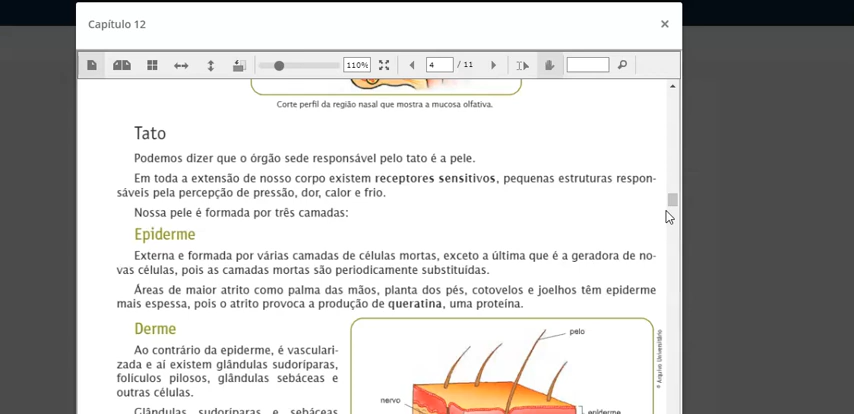 Capítulo 12
×
110%
4 / 11
Corte perfil da região nasal que mostra a mucosa olfativa.
Tato
Podemos dizer que o órgão sede responsável pelo tato é a pele.
Em toda a extensão de nosso corpo existem receptores sensitivos, pequenas estruturas respon-
sáveis pela percepção de pressão, dor, calor e frio.
Nossa pele é formada por três camadas:
Epiderme
Externa e formada por várias camadas de células mortas, exceto a última que é a geradora de no-
vas células, pois as camadas mortas são periodicamente substituídas.
Áreas de maior atrito como palma das mãos, planta dos pés, cotovelos e joelhos têm epiderme
mais espessa, pois o atrito provoca a produção de queratina, uma proteína.
Derme
Ao contrário da epiderme, é vasculari-
zada e aí existem glândulas sudoríparas,
folículos pilosos, glândulas sebáceas e
outras células.
Glândulas sudoríparas e sebáceas
pelo
nervo
epiderme
® Arquivo Universitário